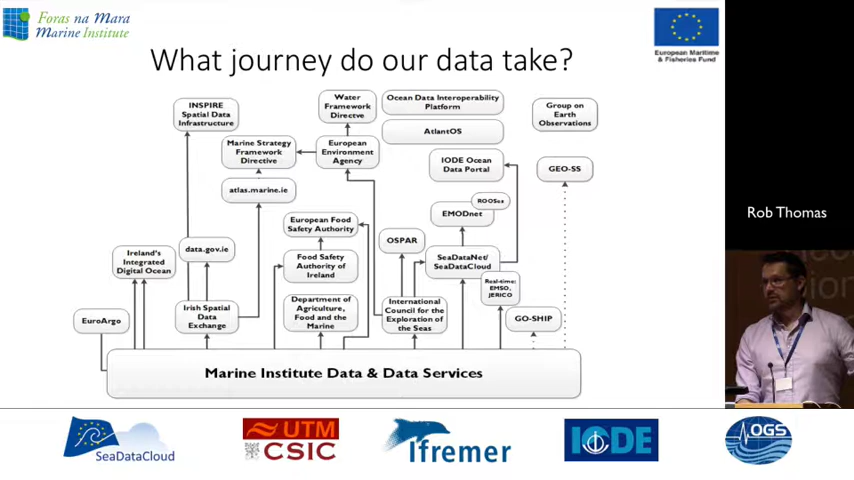 Foras na Mara
Marine Institute
What journey do our data take?
European Maritime
& Fisheries Fund
INSPIRE
Spatial Data
Infrastructure
Water
Framework
Directve
Ocean Data Interoperability
Platform
AtlantOS
Group on
Earth
Observations
Marine Strategy
Framework
Directive
European
Environment
Agency
IODE Ocean
Data Portal
GEO-SS
atlas.marine.ie
ROOSes
EMODnet
European Food
Safety Authority
Rob Thomas
OSPAR
data.gov.ie
Ireland's
Integrated
Digital Ocean
Food Safety
Authority of
Ireland
SeaDataNet/
SeaDataCloud
Real-time:
EMSO,
JERICO
EuroArgo
Irish Spatial
Data
Exchange
Department of
Agriculture,
Food and the
Marine
International
Council for the
Exploration of
the Seas
GO-SHIP
Marine Institute Data & Data Services
SeaDataCloud
UTM
CSIC
Ifremer
IODE
OGS